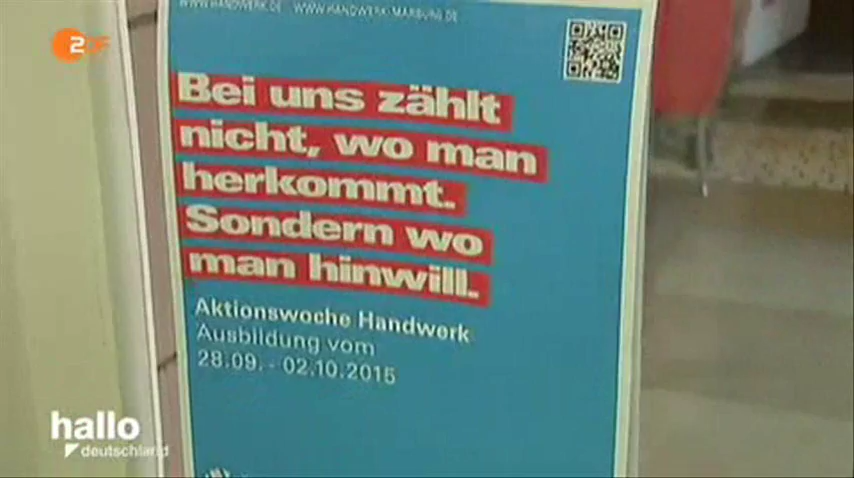 WWW.HANDWERK.DE WWW.HANDWERK-MARBURG.DE
2DF
Bei uns zählt
nicht, wo man
herkommt.
Sondern wo
man hinwill.
Aktionswoche Handwerk
Ausbildung vom
28.09. - 02.10.2015
hallo
deutschland